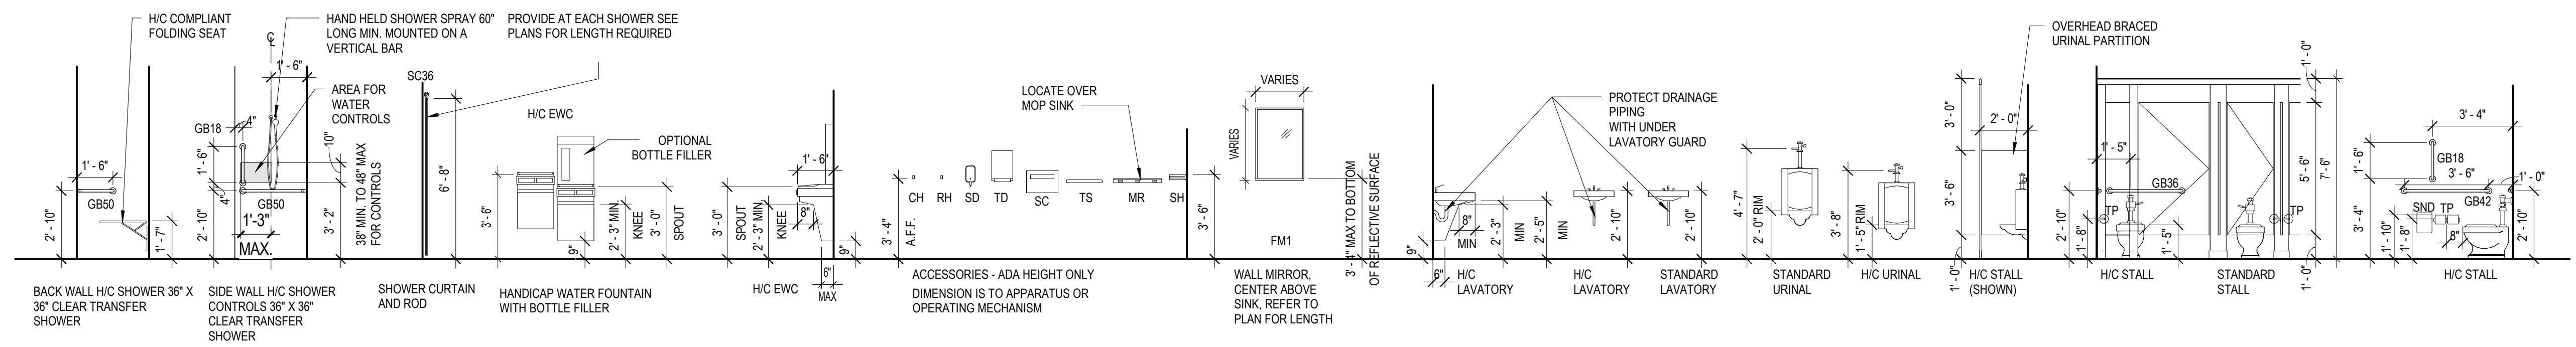 H/C COMPLIANT
FOLDING SEAT
1' - 6"
GB50
2' - 10"
1' - 7"
BACK WALL H/C SHOWER 36" X
36" CLEAR TRANSFER
SHOWER
HAND HELD SHOWER SPRAY 60"
LONG MIN. MOUNTED ON A
VERTICAL BAR
1' - 6"
AREA FOR
WATER
CONTROLS
4"
GB18
1' - 6"
4"
2' - 10"
GB50
1'-3"
MAX.
10"
3' - 2"
38" MIN. TO 48" MAX
FOR CONTROLS
SIDE WALL H/C SHOWER
CONTROLS 36" X 36"
CLEAR TRANSFER
SHOWER
PROVIDE AT EACH SHOWER SEE
PLANS FOR LENGTH REQUIRED
SC36
6' - 8"
SHOWER CURTAIN
AND ROD
H/C EWC
OPTIONAL
BOTTLE FILLER
3' - 6"
9"
2' - 3" MIN.
KNEE
3' - 0"
SPOUT
HANDICAP WATER FOUNTAIN
WITH BOTTLE FILLER
1' - 6"
3' - 0"
SPOUT
2' - 3" MIN.
KNEE
8"
9"
6"
MAX
H/C EWC
LOCATE OVER
MOP SINK
CH
RH
SD
TD
SC
TS
MR
SH
3' - 4"
A.F.F.
3' - 6"
ACCESSORIES - ADA HEIGHT ONLY
DIMENSION IS TO APPARATUS OR
OPERATING MECHANISM
VARIES
VARIES
FM1
3' - 4" MAX TO BOTTOM
OF REFLECTIVE SURFACE
WALL MIRROR,
CENTER ABOVE
SINK, REFER TO
PLAN FOR LENGTH
PROTECT DRAINAGE
PIPING
WITH UNDER
LAVATORY GUARD
9"
6"
8"
MIN
2' - 3"
MIN
2' - 5"
MIN
H/C
LAVATORY
2' - 10"
H/C
LAVATORY
2' - 10"
STANDARD
LAVATORY
4' - 7"
2' - 0" RIM
STANDARD
URINAL
3' - 8"
1' - 5" RIM
H/C URINAL
OVERHEAD BRACED
URINAL PARTITION
3' - 0"
2' - 0"
3' - 6"
1' - 0"
H/C STALL
(SHOWN)
1' - 5"
GB36
TP
2' - 10"
1' - 8"
1' - 5"
H/C STALL
TP
STANDARD
STALL
1' - 0"
5' - 6"
7' - 6"
1' - 0"
3' - 4"
1' - 6"
GB18
3' - 6"
1' - 0"
GB42
SND
TP
3' - 4"
1' - 10"
1' - 8"
8"
2' - 10"
H/C STALL